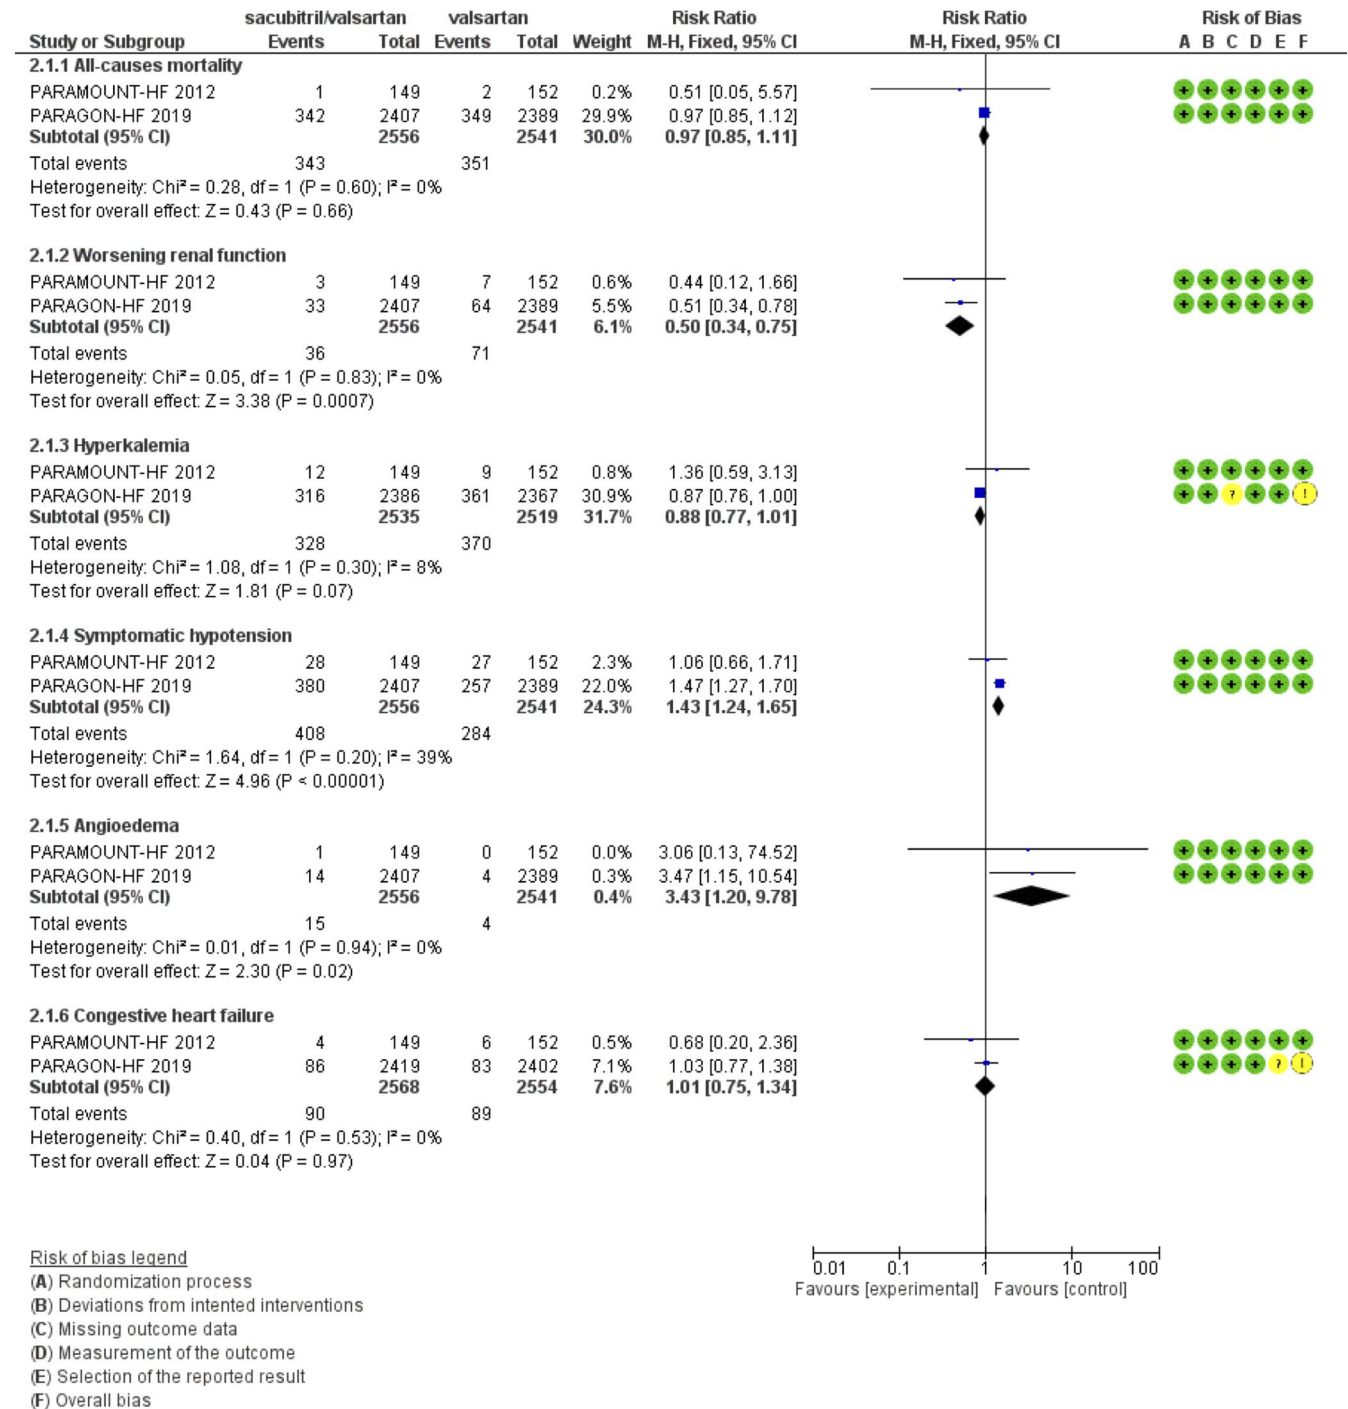 sacubitril/valsartan valsartan Risk Ratio Risk Ratio Risk of Bias
Study or Subgroup Events Total Events Total Weight M-H, Fixed, 95% CI M-H, Fixed, 95% CI A B C D E F
2.1.1 All-causes mortality
PARAMOUNT-HF 2012 1 149 2 152 0.2% 0.51 [0.05, 5.57] + + + + + +
PARAGON-HF 2019 342 2407 349 2389 29.9% 0.97 [0.85, 1.12] + + + + + +
Subtotal (95% CI) 2556 2541 30.0% 0.97 [0.85, 1.11]
Total events 343 351
Heterogeneity: Chi² = 0.28, df = 1 (P = 0.60); I² = 0%
Test for overall effect: Z = 0.43 (P = 0.66)
2.1.2 Worsening renal function
PARAMOUNT-HF 2012 3 149 7 152 0.6% 0.44 [0.12, 1.66] + + + + + +
PARAGON-HF 2019 33 2407 64 2389 5.5% 0.51 [0.34, 0.78] + + + + + +
Subtotal (95% CI) 2556 2541 6.1% 0.50 [0.34, 0.75]
Total events 36 71
Heterogeneity: Chi² = 0.05, df = 1 (P = 0.83); I² = 0%
Test for overall effect: Z = 3.38 (P = 0.0007)
2.1.3 Hyperkalemia
PARAMOUNT-HF 2012 12 149 9 152 0.8% 1.36 [0.59, 3.13] + + + + + +
PARAGON-HF 2019 316 2386 361 2367 30.9% 0.87 [0.76, 1.00] + + ? + + !
Subtotal (95% CI) 2535 2519 31.7% 0.88 [0.77, 1.01]
Total events 328 370
Heterogeneity: Chi² = 1.08, df = 1 (P = 0.30); I² = 8%
Test for overall effect: Z = 1.81 (P = 0.07)
2.1.4 Symptomatic hypotension
PARAMOUNT-HF 2012 28 149 27 152 2.3% 1.06 [0.66, 1.71] + + + + + +
PARAGON-HF 2019 380 2407 257 2389 22.0% 1.47 [1.27, 1.70] + + + + + +
Subtotal (95% CI) 2556 2541 24.3% 1.43 [1.24, 1.65]
Total events 408 284
Heterogeneity: Chi² = 1.64, df = 1 (P = 0.20); I² = 39%
Test for overall effect: Z = 4.96 (P < 0.00001)
2.1.5 Angioedema
PARAMOUNT-HF 2012 1 149 0 152 0.0% 3.06 [0.13, 74.52] + + + + + +
PARAGON-HF 2019 14 2407 4 2389 0.3% 3.47 [1.15, 10.54] + + + + + +
Subtotal (95% CI) 2556 2541 0.4% 3.43 [1.20, 9.78]
Total events 15 4
Heterogeneity: Chi² = 0.01, df = 1 (P = 0.94); I² = 0%
Test for overall effect: Z = 2.30 (P = 0.02)
2.1.6 Congestive heart failure
PARAMOUNT-HF 2012 4 149 6 152 0.5% 0.68 [0.20, 2.36] + + + + + +
PARAGON-HF 2019 86 2419 83 2402 7.1% 1.03 [0.77, 1.38] + + + + ? !
Subtotal (95% CI) 2568 2554 7.6% 1.01 [0.75, 1.34]
Total events 90 89
Heterogeneity: Chi² = 0.40, df = 1 (P = 0.53); I² = 0%
Test for overall effect: Z = 0.04 (P = 0.97)
0.01 0.1 1 10 100
Favours [experimental] Favours [control]
Risk of bias legend
(A) Randomization process
(B) Deviations from intented interventions
(C) Missing outcome data
(D) Measurement of the outcome
(E) Selection of the reported result
(F) Overall bias